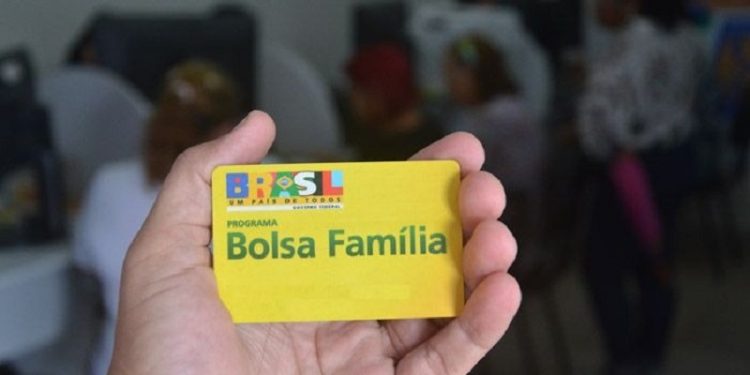 BRASIL
UM PAÍS DE TODOS
GOVERNO FEDERAL
PROGRAMA
Bolsa Família